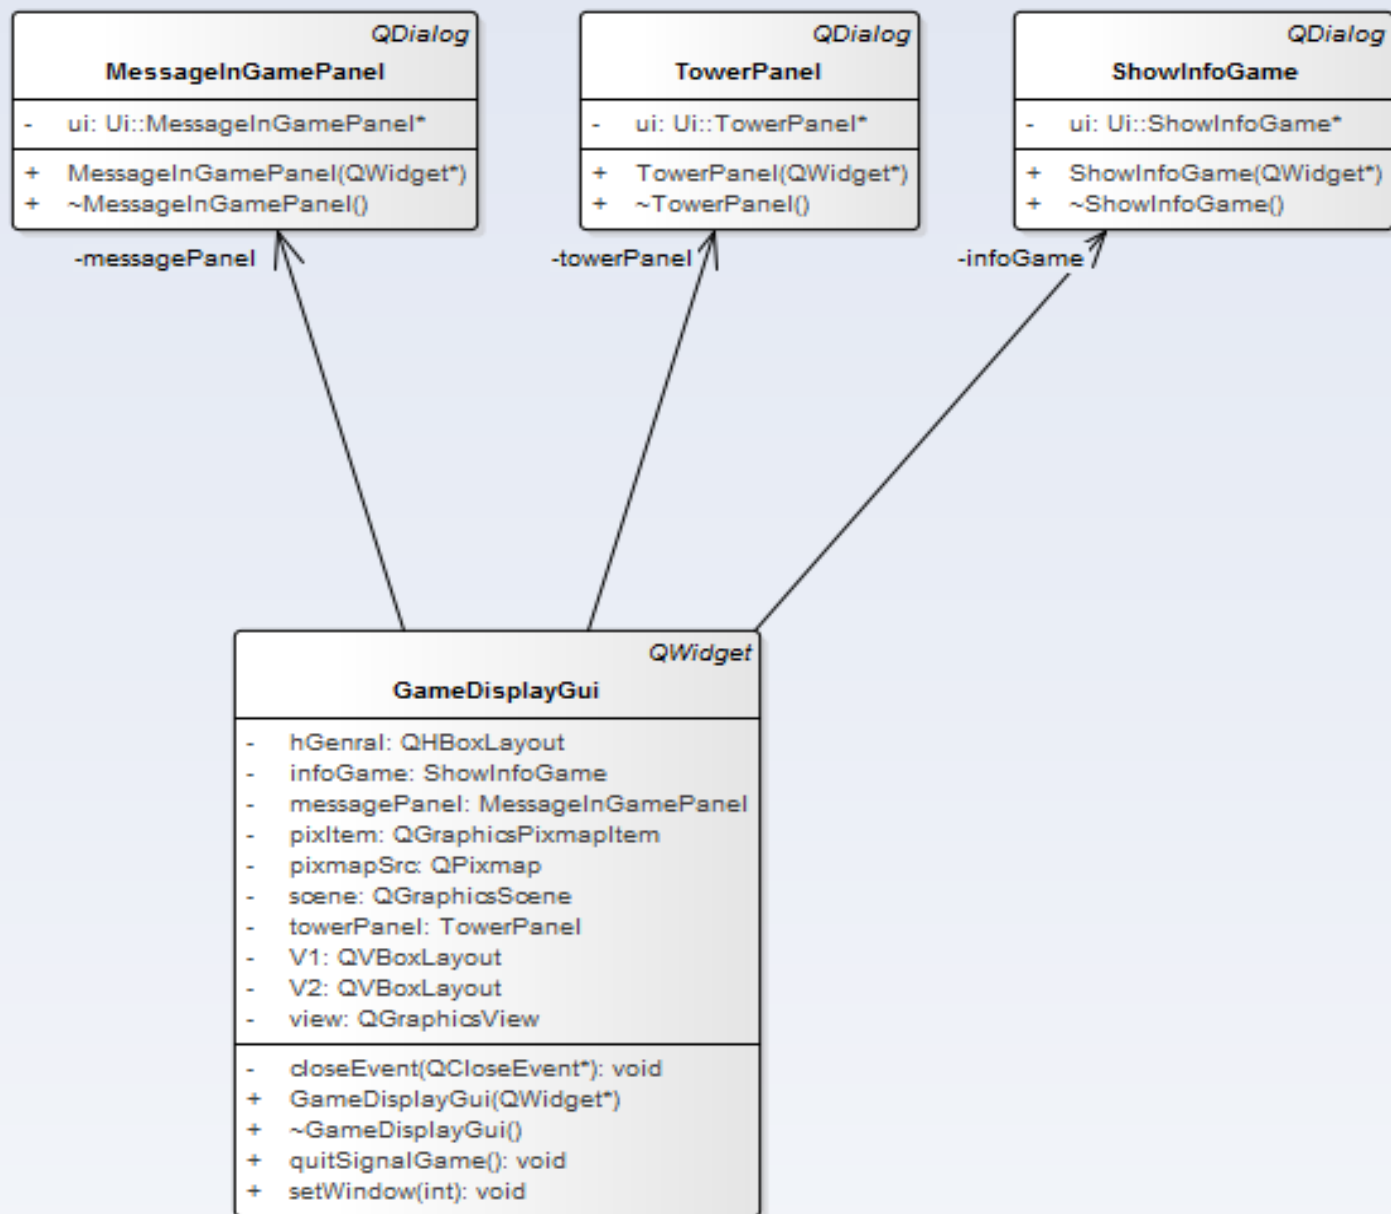 QDialog
MessageInGamePanel
- ui: Ui::MessageInGamePanel*
+ MessageInGamePanel(QWidget*)
+ ~MessageInGamePanel()
QDialog
TowerPanel
- ui: Ui::TowerPanel*
+ TowerPanel(QWidget*)
+ ~TowerPanel()
QDialog
ShowInfoGame
- ui: Ui::ShowInfoGame*
+ ShowInfoGame(QWidget*)
+ ~ShowInfoGame()
-messagePanel
-towerPanel
-infoGame
QWidget
GameDisplayGui
- hGenral: QHBoxLayout
- infoGame: ShowInfoGame
- messagePanel: MessageInGamePanel
- pixItem: QGraphicsPixmapItem
- pixmapSrc: QPixmap
- scene: QGraphicsScene
- towerPanel: TowerPanel
- V1: QVBoxLayout
- V2: QVBoxLayout
- view: QGraphicsView
- closeEvent(QCloseEvent*): void
+ GameDisplayGui(QWidget*)
+ ~GameDisplayGui()
+ quitSignalGame(): void
+ setWindow(int): void